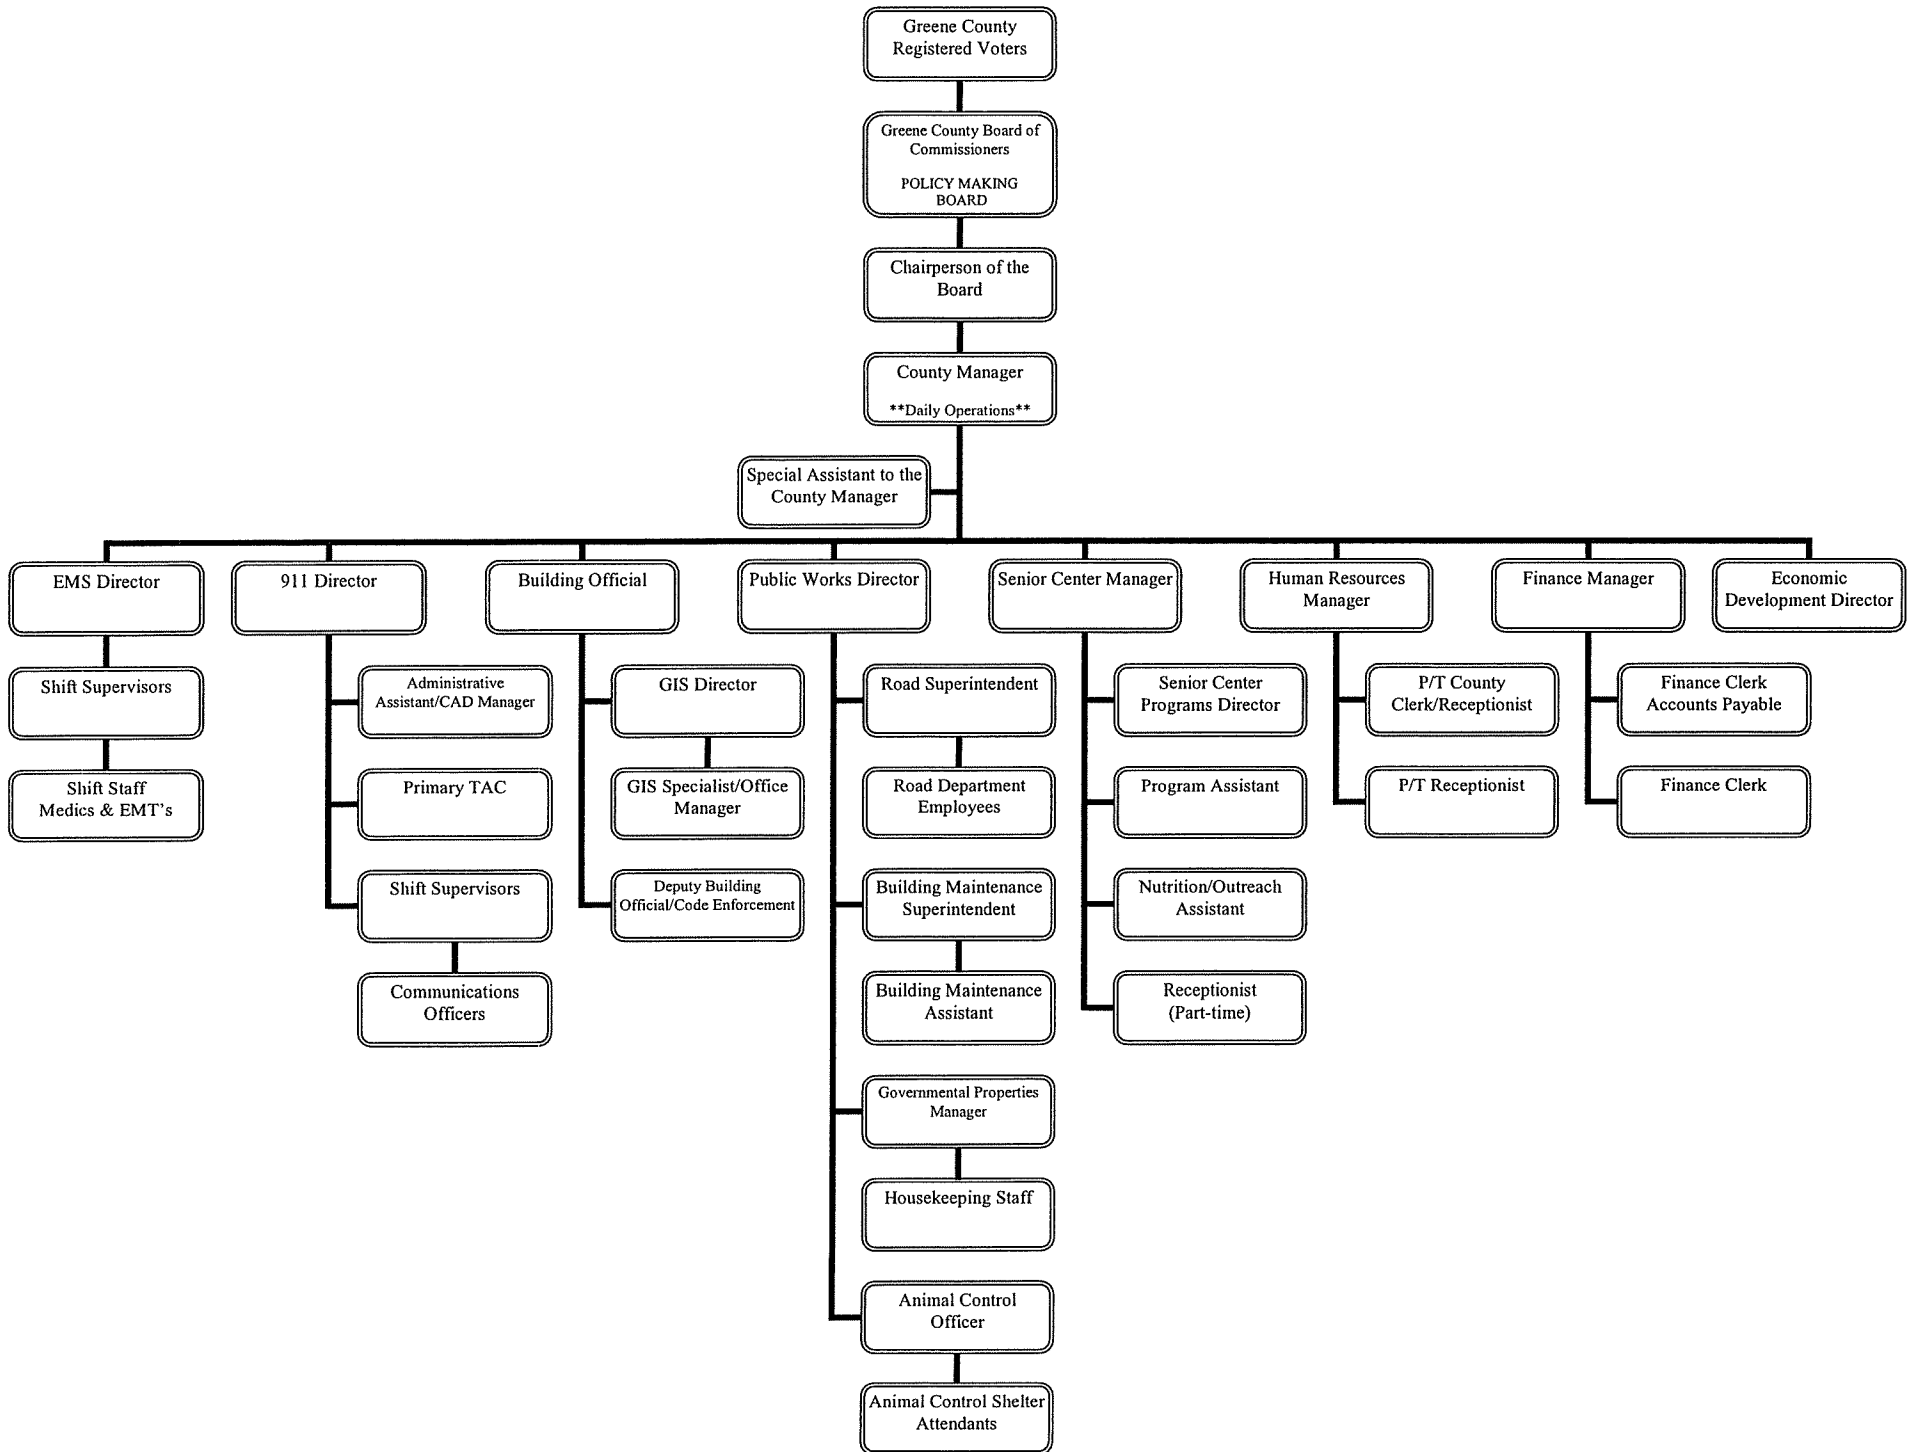 Greene County
Registered Voters
Greene County Board of
Commissioners
POLICY MAKING
BOARD
Chairperson of the
Board
County Manager
**Daily Operations**
Special Assistant to the
County Manager
EMS Director
911 Director
Building Official
Public Works Director
Senior Center Manager
Human Resources
Manager
Finance Manager
Economic
Development Director
Shift Supervisors
Shift Staff
Medics & EMT's
Administrative
Assistant/CAD Manager
Primary TAC
Shift Supervisors
Communications
Officers
GIS Director
GIS Specialist/Office
Manager
Deputy Building
Official/Code Enforcement
Road Superintendent
Road Department
Employees
Building Maintenance
Superintendent
Building Maintenance
Assistant
Governmental Properties
Manager
Housekeeping Staff
Animal Control
Officer
Animal Control Shelter
Attendants
Senior Center
Programs Director
Program Assistant
Nutrition/Outreach
Assistant
Receptionist
(Part-time)
P/T County
Clerk/Receptionist
P/T Receptionist
Finance Clerk
Accounts Payable
Finance Clerk